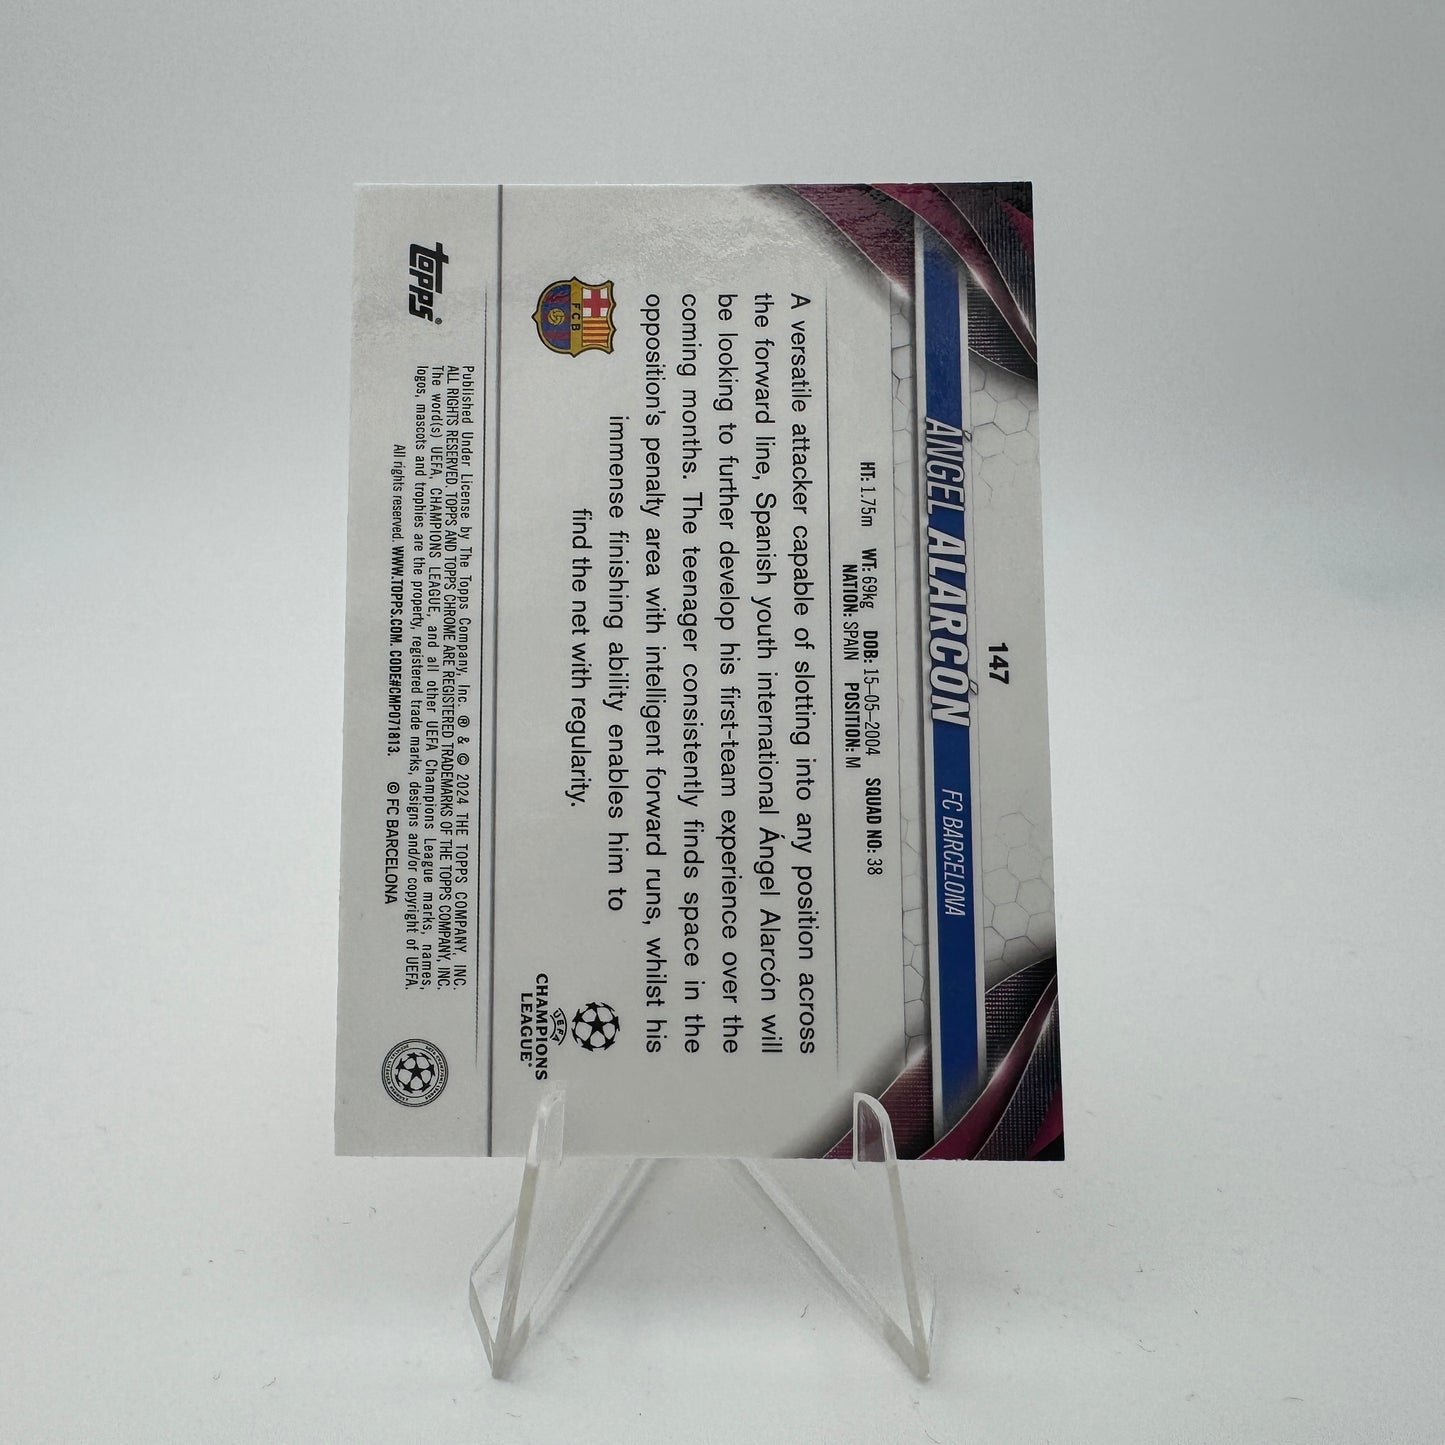 147
ÁNGEL ALARCÓN FC BARCELONA
HT: 1.75m WT: 69kg DOB: 15-05-2004 SQUAD NO: 38
NATION: SPAIN POSITION: M
A versatile attacker capable of slotting into any position across
the forward line, Spanish youth international Ángel Alarcón will
be looking to further develop his first-team experience over the
coming months. The teenager consistently finds space in the
opposition's penalty area with intelligent forward runs, whilst his
immense finishing ability enables him to
find the net with regularity.
FCB
UEFA
CHAMPIONS
LEAGUE®
topps®
Published Under License by The Topps Company, Inc. ® & © 2024 THE TOPPS COMPANY, INC.
ALL RIGHTS RESERVED. TOPPS AND TOPPS CHROME ARE REGISTERED TRADEMARKS OF THE TOPPS COMPANY, INC.
The word(s) UEFA, CHAMPIONS LEAGUE, and all other UEFA Champions League marks, names,
logos, mascots and trophies are the property, registered trade marks, designs and/or copyright of UEFA.
All rights reserved. WWW.TOPPS.COM. CODE#CMP071813. © FC BARCELONA